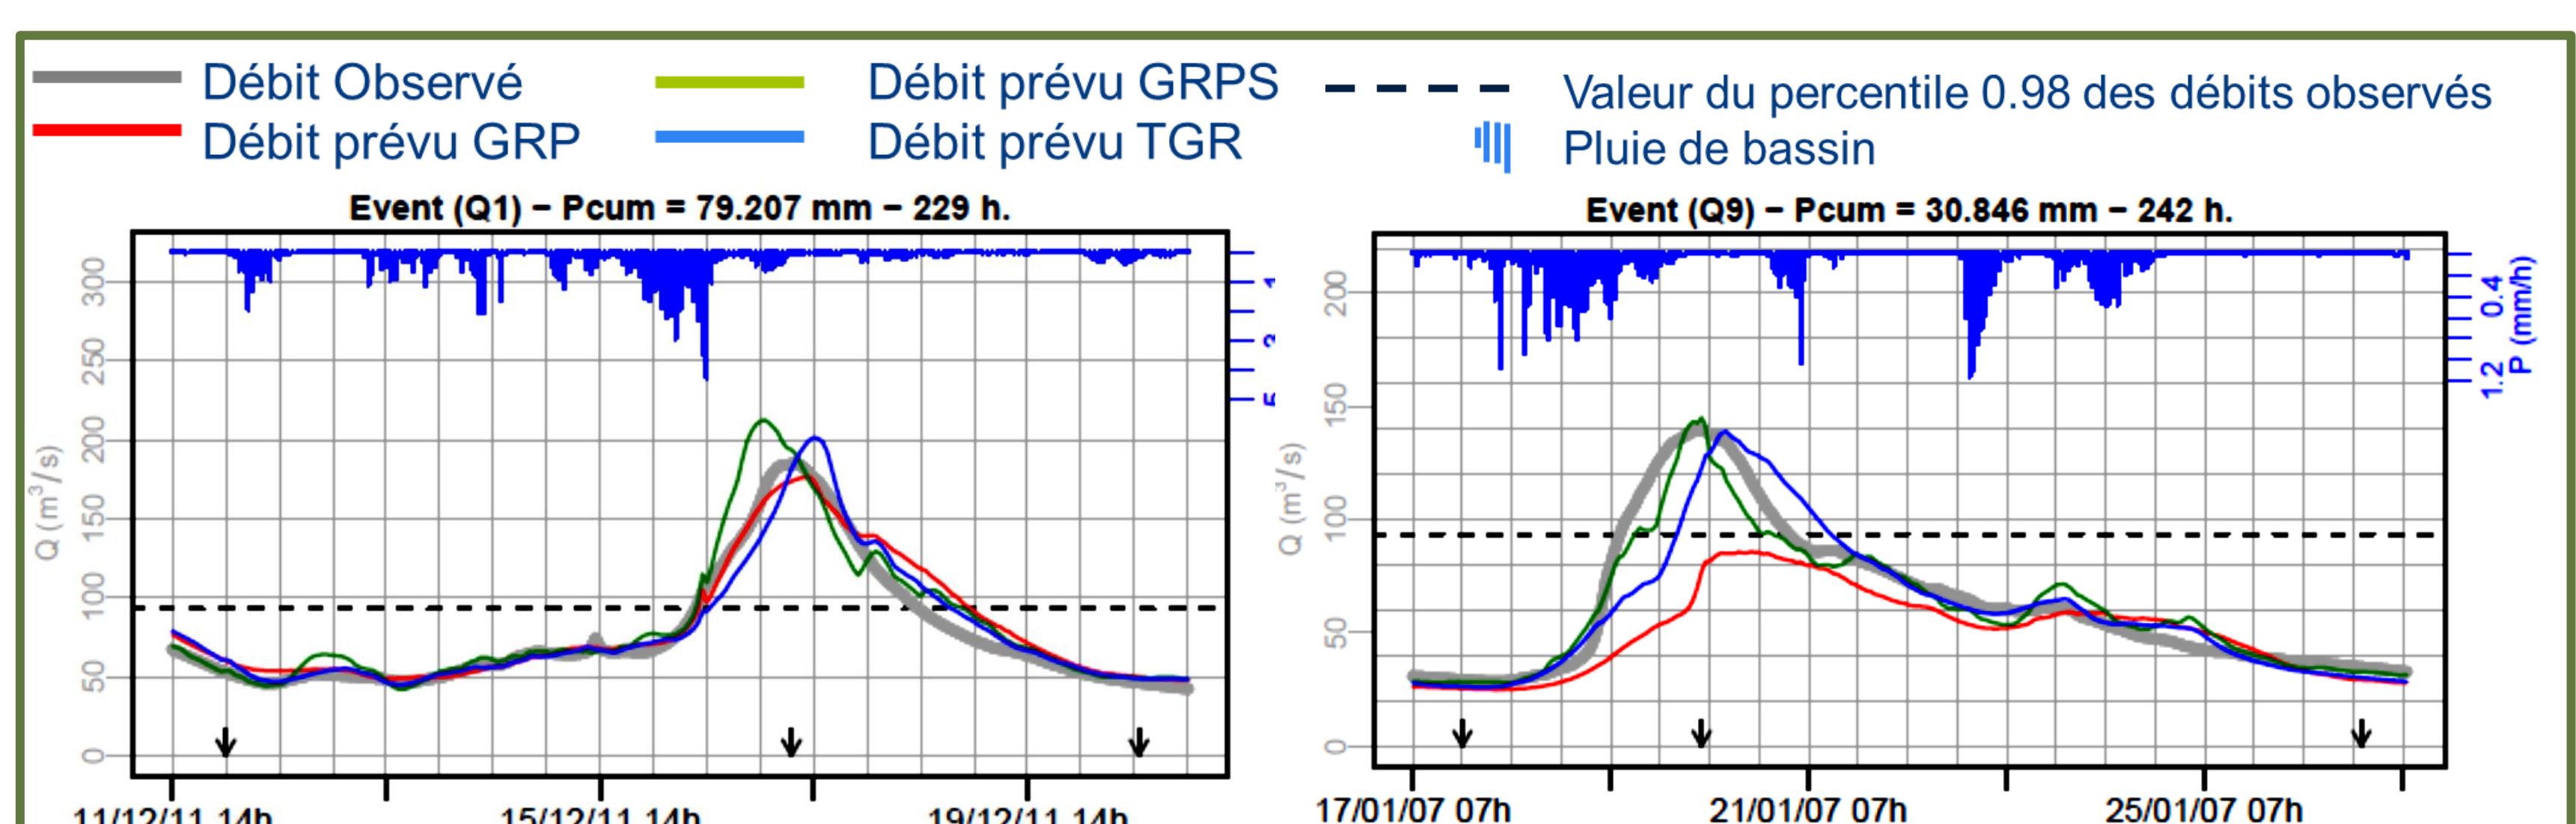 Débit Observé
Débit prévu GRPS
Valeur du percentile 0.98 des débits observés
Débit prévu GRP
Débit prévu TGR
Pluie de bassin
Event (Q1) – Pcum = 79.207 mm – 229 h.
300
250
200
150
100
50
0
Q (m³/s)
11/12/11 14h
15/12/11 14h
19/12/11 14h
Event (Q9) – Pcum = 30.846 mm – 242 h.
200
150
100
50
0
Q (m³/s)
0.4
1.2
P (mm/h)
17/01/07 07h
21/01/07 07h
25/01/07 07h